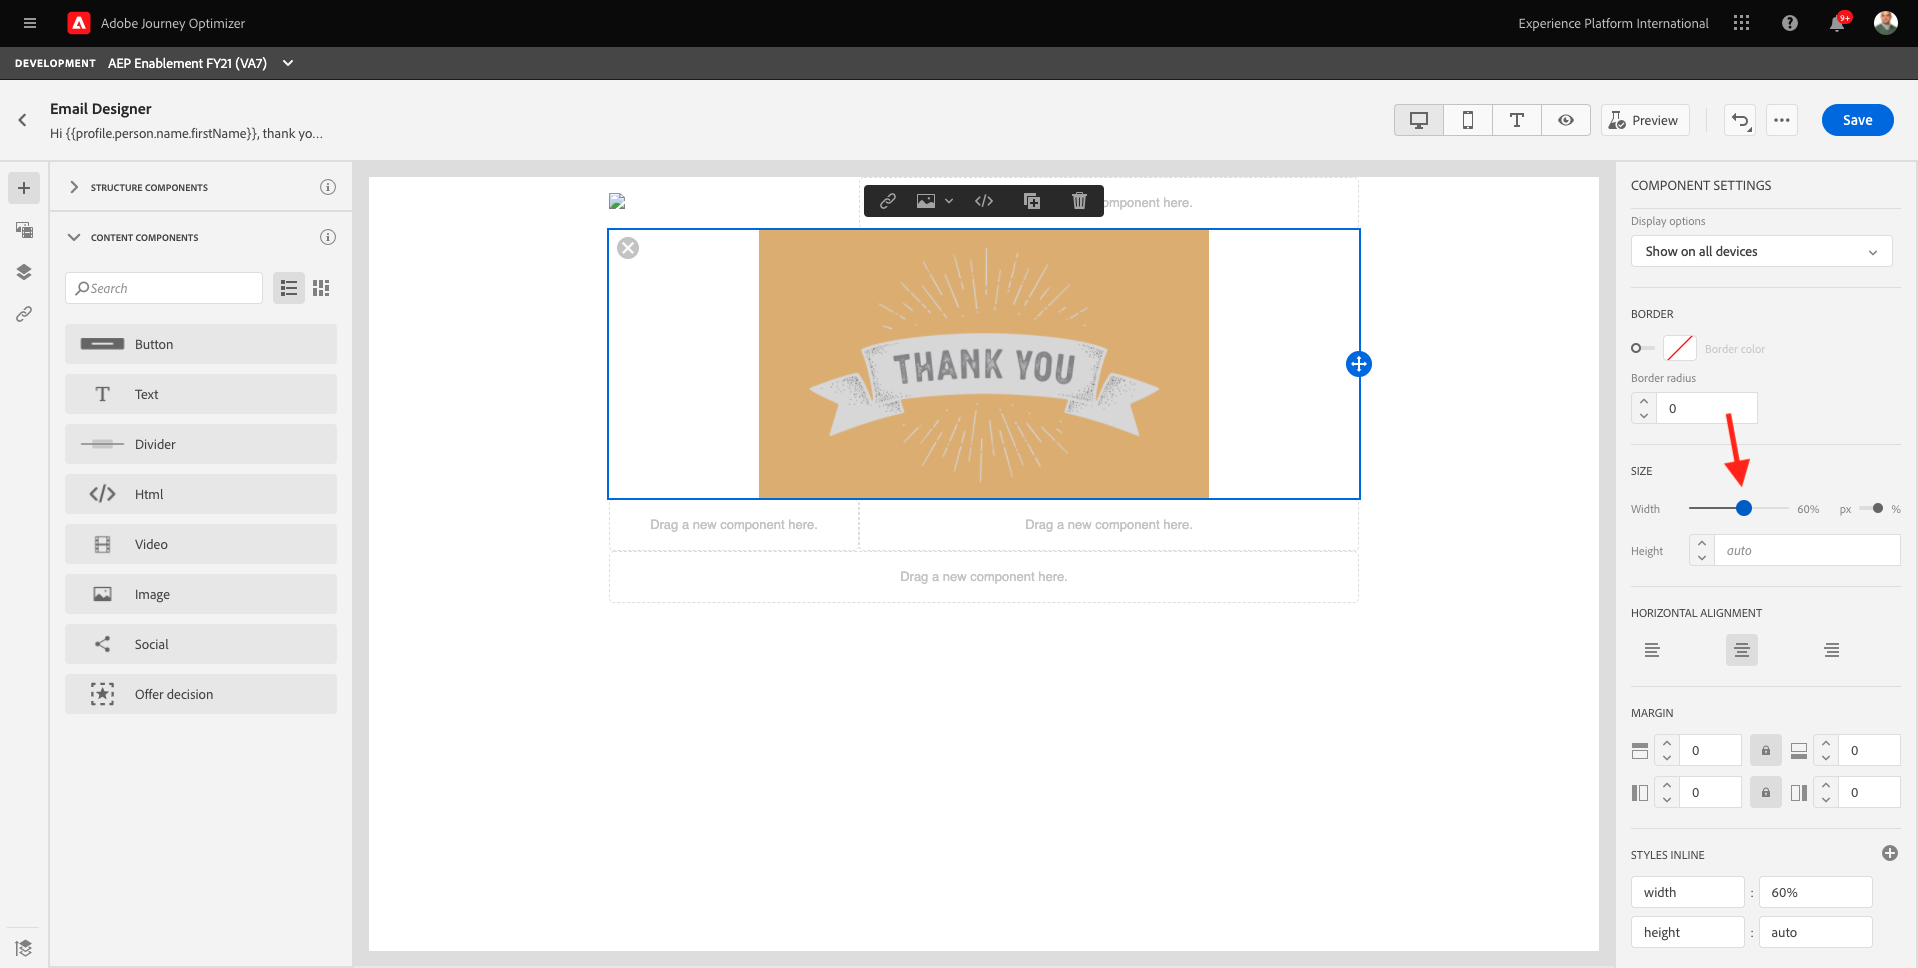 Adobe Journey Optimizer
Experience Platform International
9+
DEVELOPMENT AEP Enablement FY21 (VA7)
Email Designer
Hi {{profile.person.name.firstName}}, thank yo...
Preview
Save
STRUCTURE COMPONENTS
CONTENT COMPONENTS
Search
Button
Text
Divider
Html
Video
Image
Social
Offer decision
omponent here.
THANK YOU
Drag a new component here.
Drag a new component here.
Drag a new component here.
COMPONENT SETTINGS
Display options
Show on all devices
BORDER
Border color
Border radius
0
SIZE
Width 60% px %
Height auto
HORIZONTAL ALIGNMENT
MARGIN
0 0
0 0
STYLES INLINE
width : 60%
height : auto